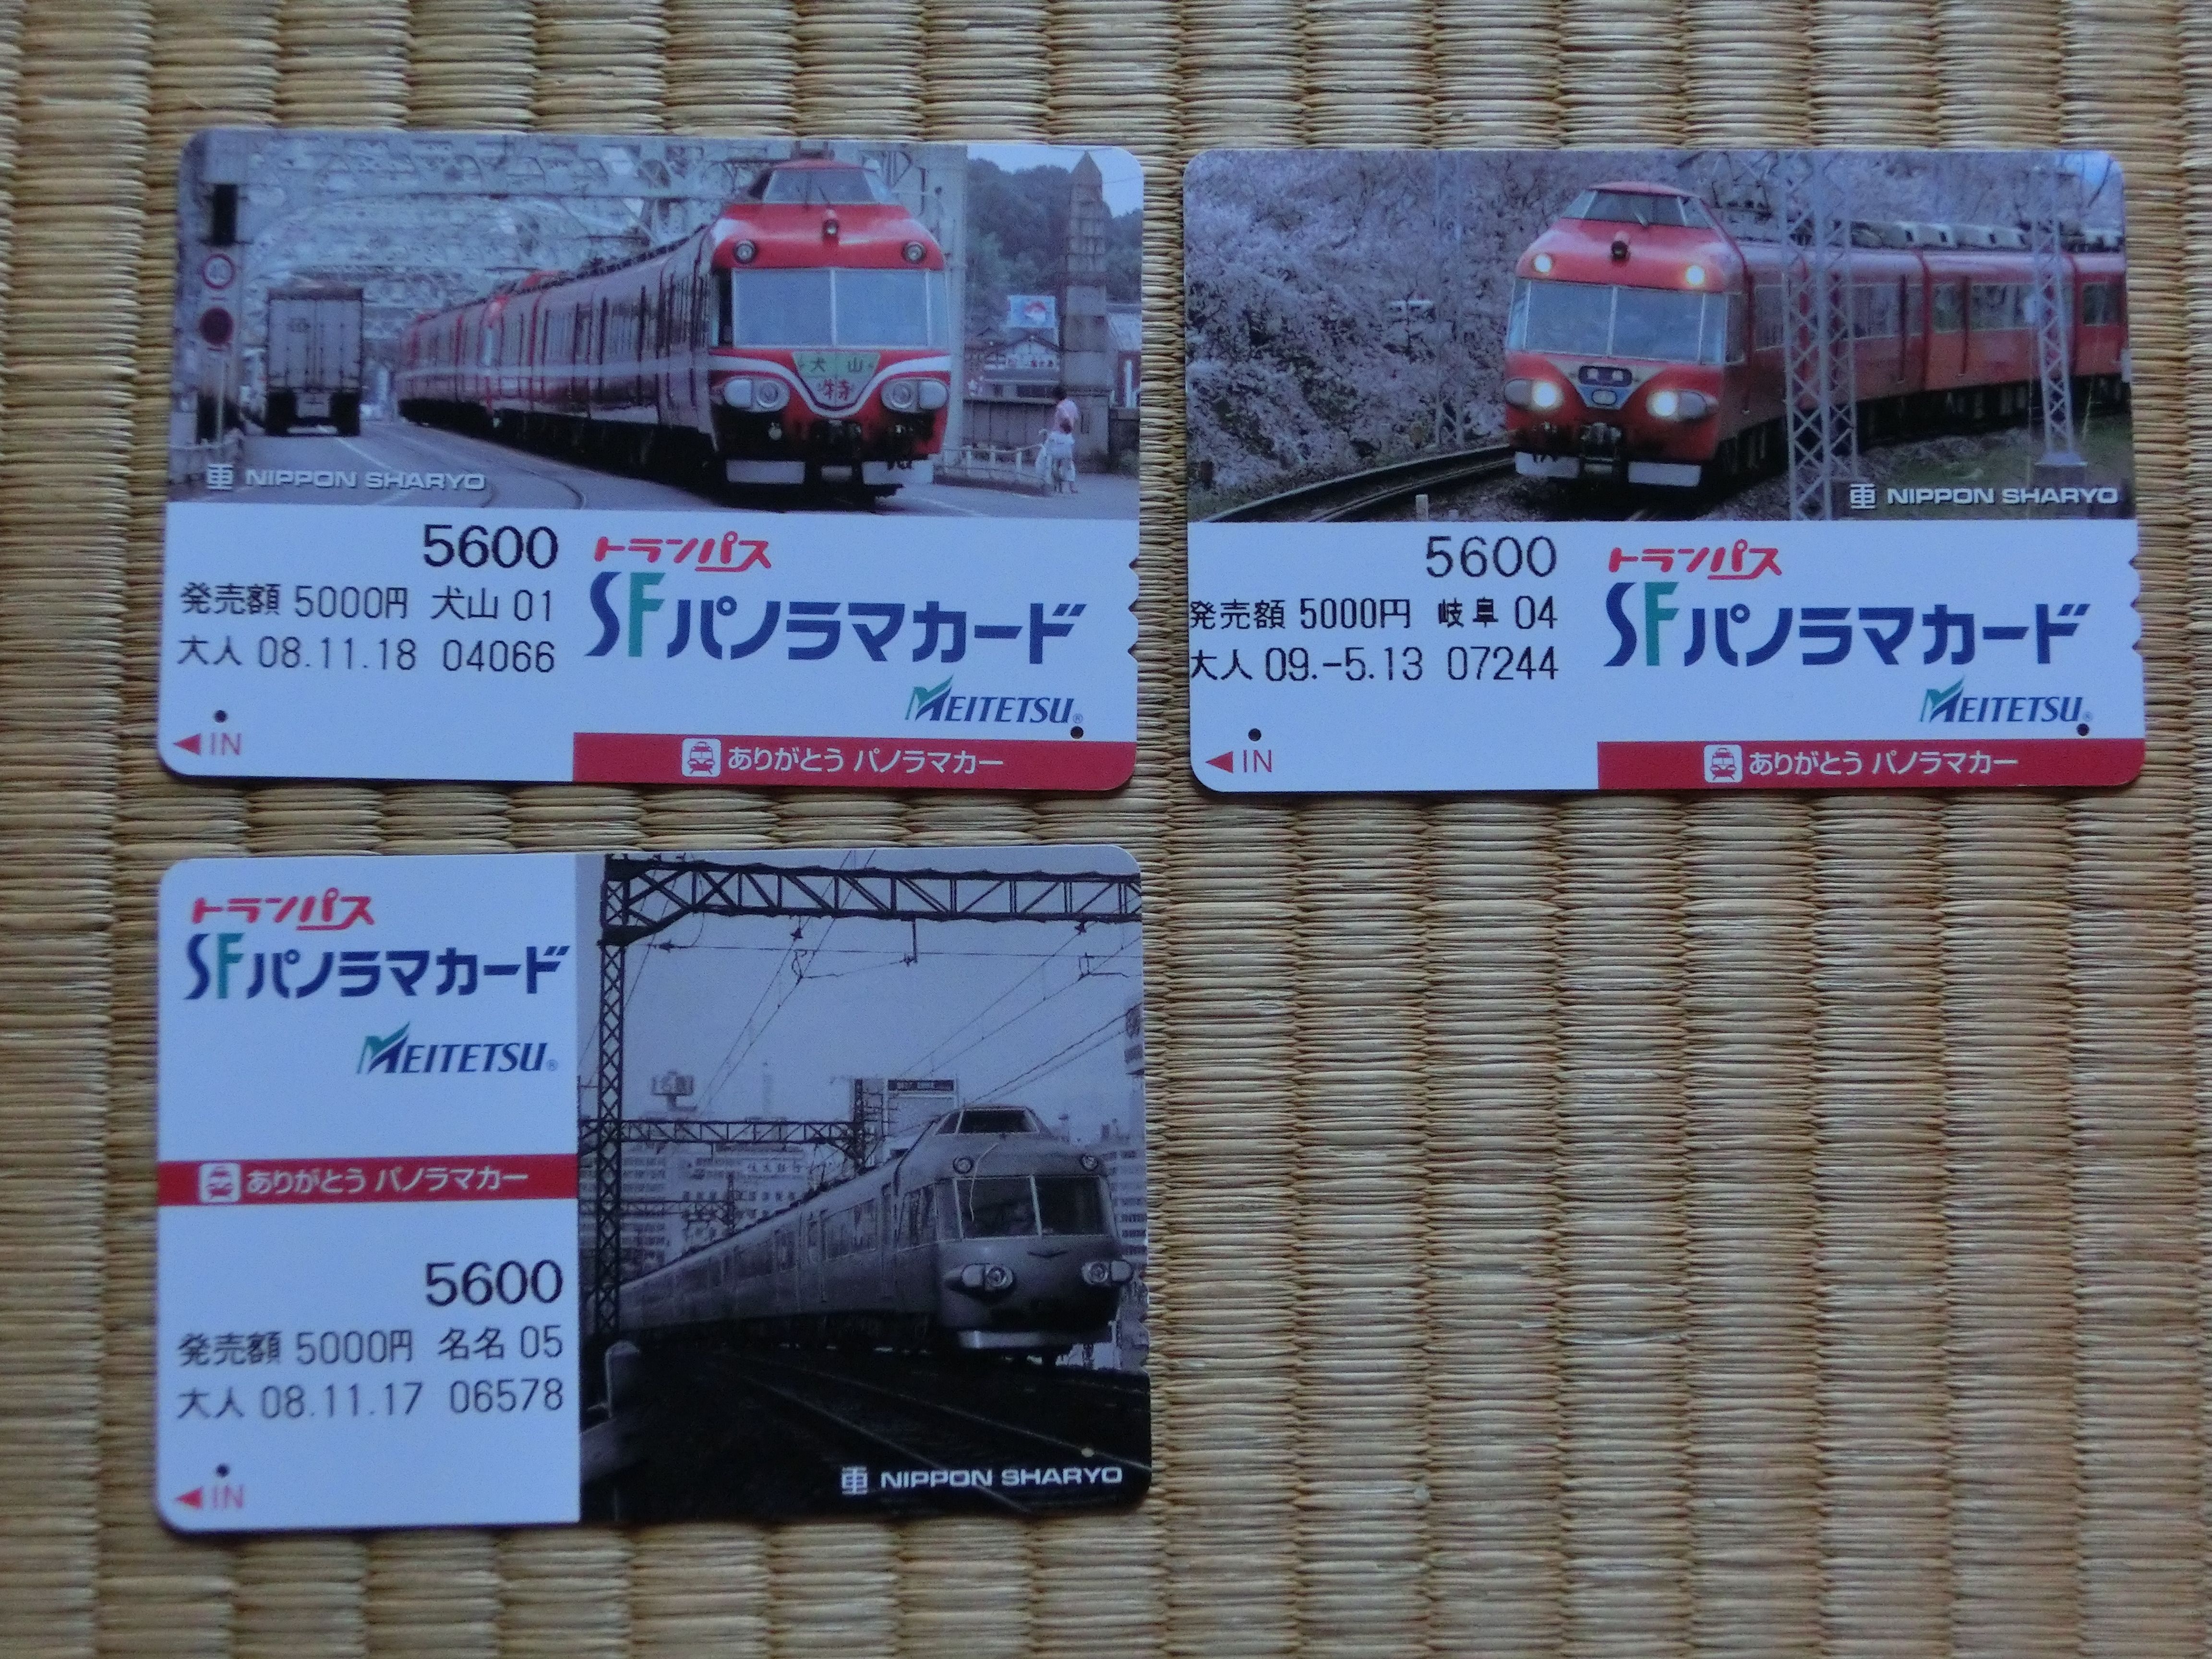 犬山
特
NIPPON SHARYO
5600
発売額 5000円 犬山 01
大人 08.11.18 04066
トランパス
SFパノラマカード
MEITETSU®
◀IN
ありがとう パノラマカー
NIPPON SHARYO
5600
発売額 5000円 岐阜 04
大人 09.-5.13 07244
トランパス
SFパノラマカード
MEITETSU®
◀IN
ありがとう パノラマカー
トランパス
SFパノラマカード
MEITETSU®
ありがとう パノラマカー
5600
発売額 5000円 名名 05
大人 08.11.17 06578
◀IN
NIPPON SHARYO